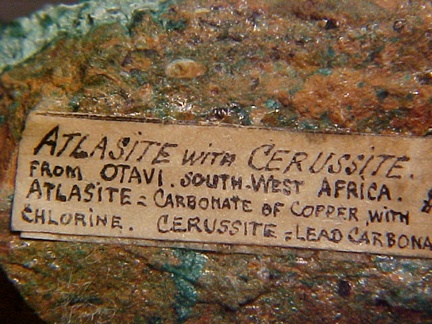 ATLASITE WITH CERUSSITE.
FROM OTAVI. SOUTH-WEST AFRICA.
ATLASITE = CARBONATE OF COPPER WITH
CHLORINE. CERUSSITE = LEAD CARBONA